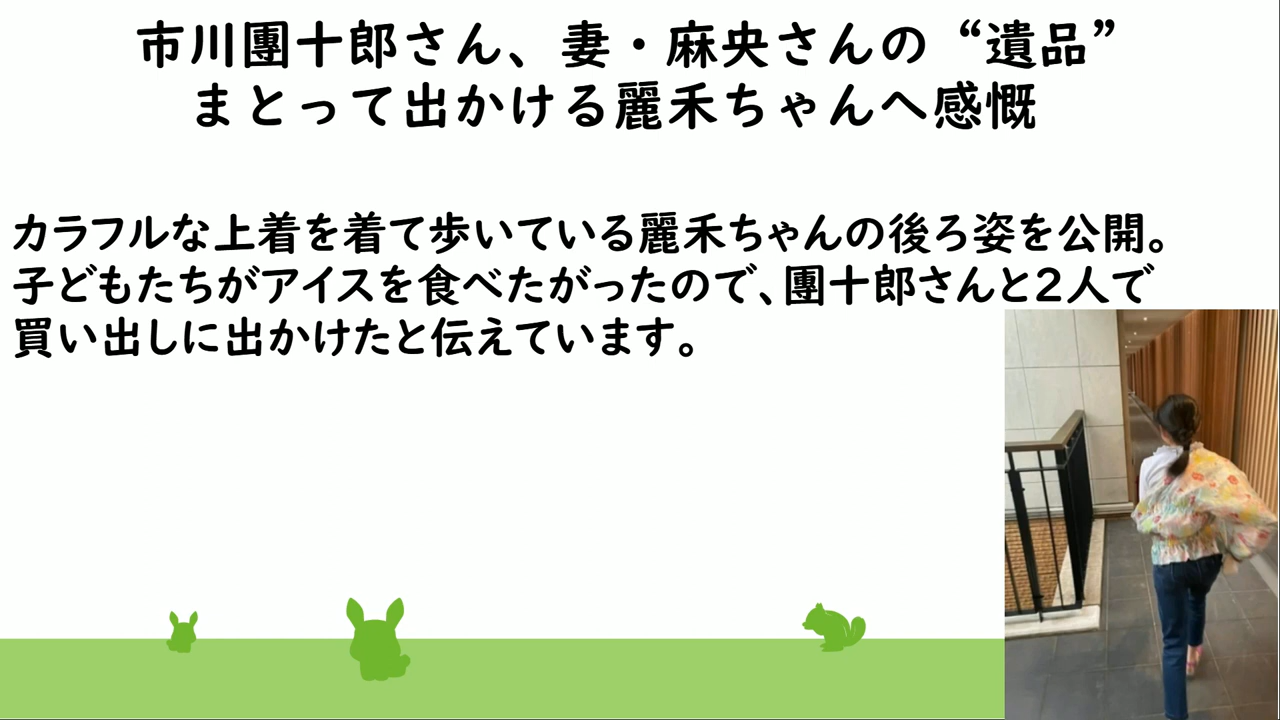 市川團十郎さん、妻・麻央さんの“遺品”
まとって出かける麗禾ちゃんへ感慨
カラフルな上着を着て歩いている麗禾ちゃんの後ろ姿を公開。
子どもたちがアイスを食べたがったので、團十郎さんと2人で
買い出しに出かけたと伝えています。